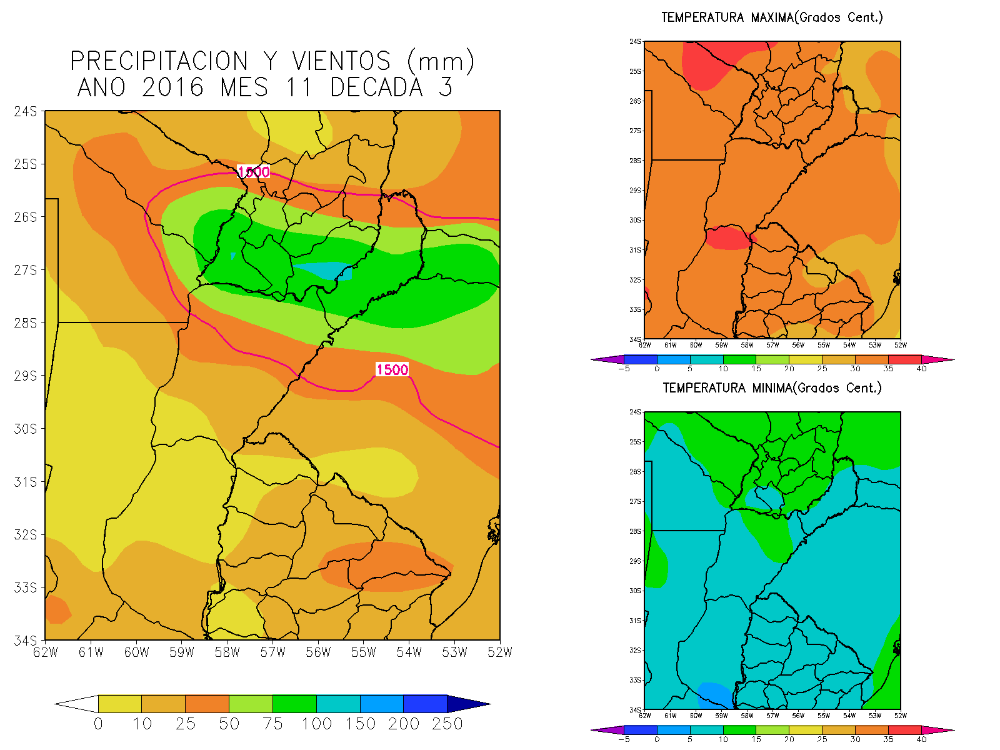 PRECIPITACION Y VIENTOS (mm)
ANO 2016 MES 11 DECADA 3
24S
25S
26S
27S
28S
29S
30S
31S
32S
33S
34S
1500
1500
62W 61W 60W 59W 58W 57W 56W 55W 54W 53W 52W
0 10 25 50 75 100 150 200 250
TEMPERATURA MAXIMA(Grados Cent.)
24S
25S
26S
27S
28S
29S
30S
31S
32S
33S
34S
62W 61W 60W 59W 58W 57W 56W 55W 54W 53W 52W
-5 0 5 10 15 20 25 30 35 40
TEMPERATURA MINIMA(Grados Cent.)
24S
25S
26S
27S
28S
29S
30S
31S
32S
33S
34S
62W 61W 60W 59W 58W 57W 56W 55W 54W 53W 52W
-5 0 5 10 15 20 25 30 35 40